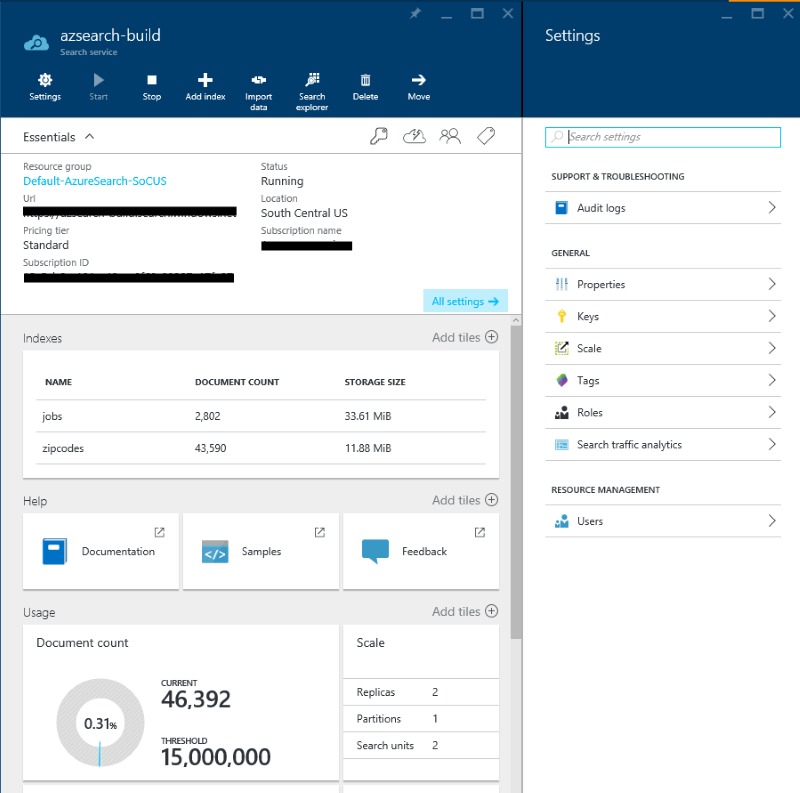 azsearch-build
Search service
Settings
Start
Stop
Add index
Import data
Search explorer
Delete
Move
Essentials
Resource group
Default-AzureSearch-SoCUS
Status
Running
Url
Location
South Central US
Pricing tier
Standard
Subscription name
Subscription ID
All settings
Indexes
Add tiles
NAME DOCUMENT COUNT STORAGE SIZE
jobs 2,802 33.61 MiB
zipcodes 43,590 11.88 MiB
Help
Add tiles
Documentation
Samples
Feedback
Usage
Add tiles
Document count
0.31%
CURRENT
46,392
THRESHOLD
15,000,000
Scale
Replicas 2
Partitions 1
Search units 2
Settings
Search settings
SUPPORT & TROUBLESHOOTING
Audit logs
GENERAL
Properties
Keys
Scale
Tags
Roles
Search traffic analytics
RESOURCE MANAGEMENT
Users